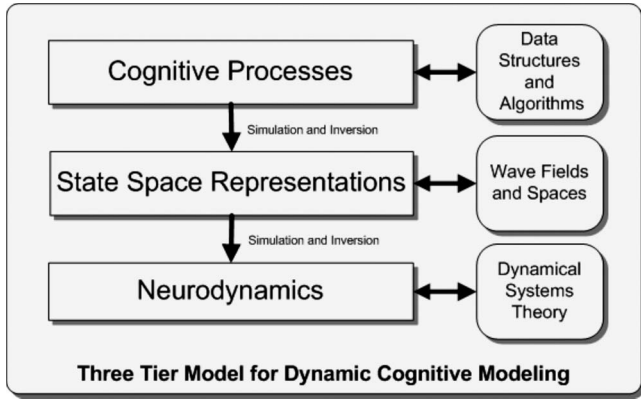 Cognitive Processes
Data
Structures
and
Algorithms
Simulation and Inversion
State Space Representations
Wave Fields
and Spaces
Simulation and Inversion
Neurodynamics
Dynamical
Systems
Theory
Three Tier Model for Dynamic Cognitive Modeling